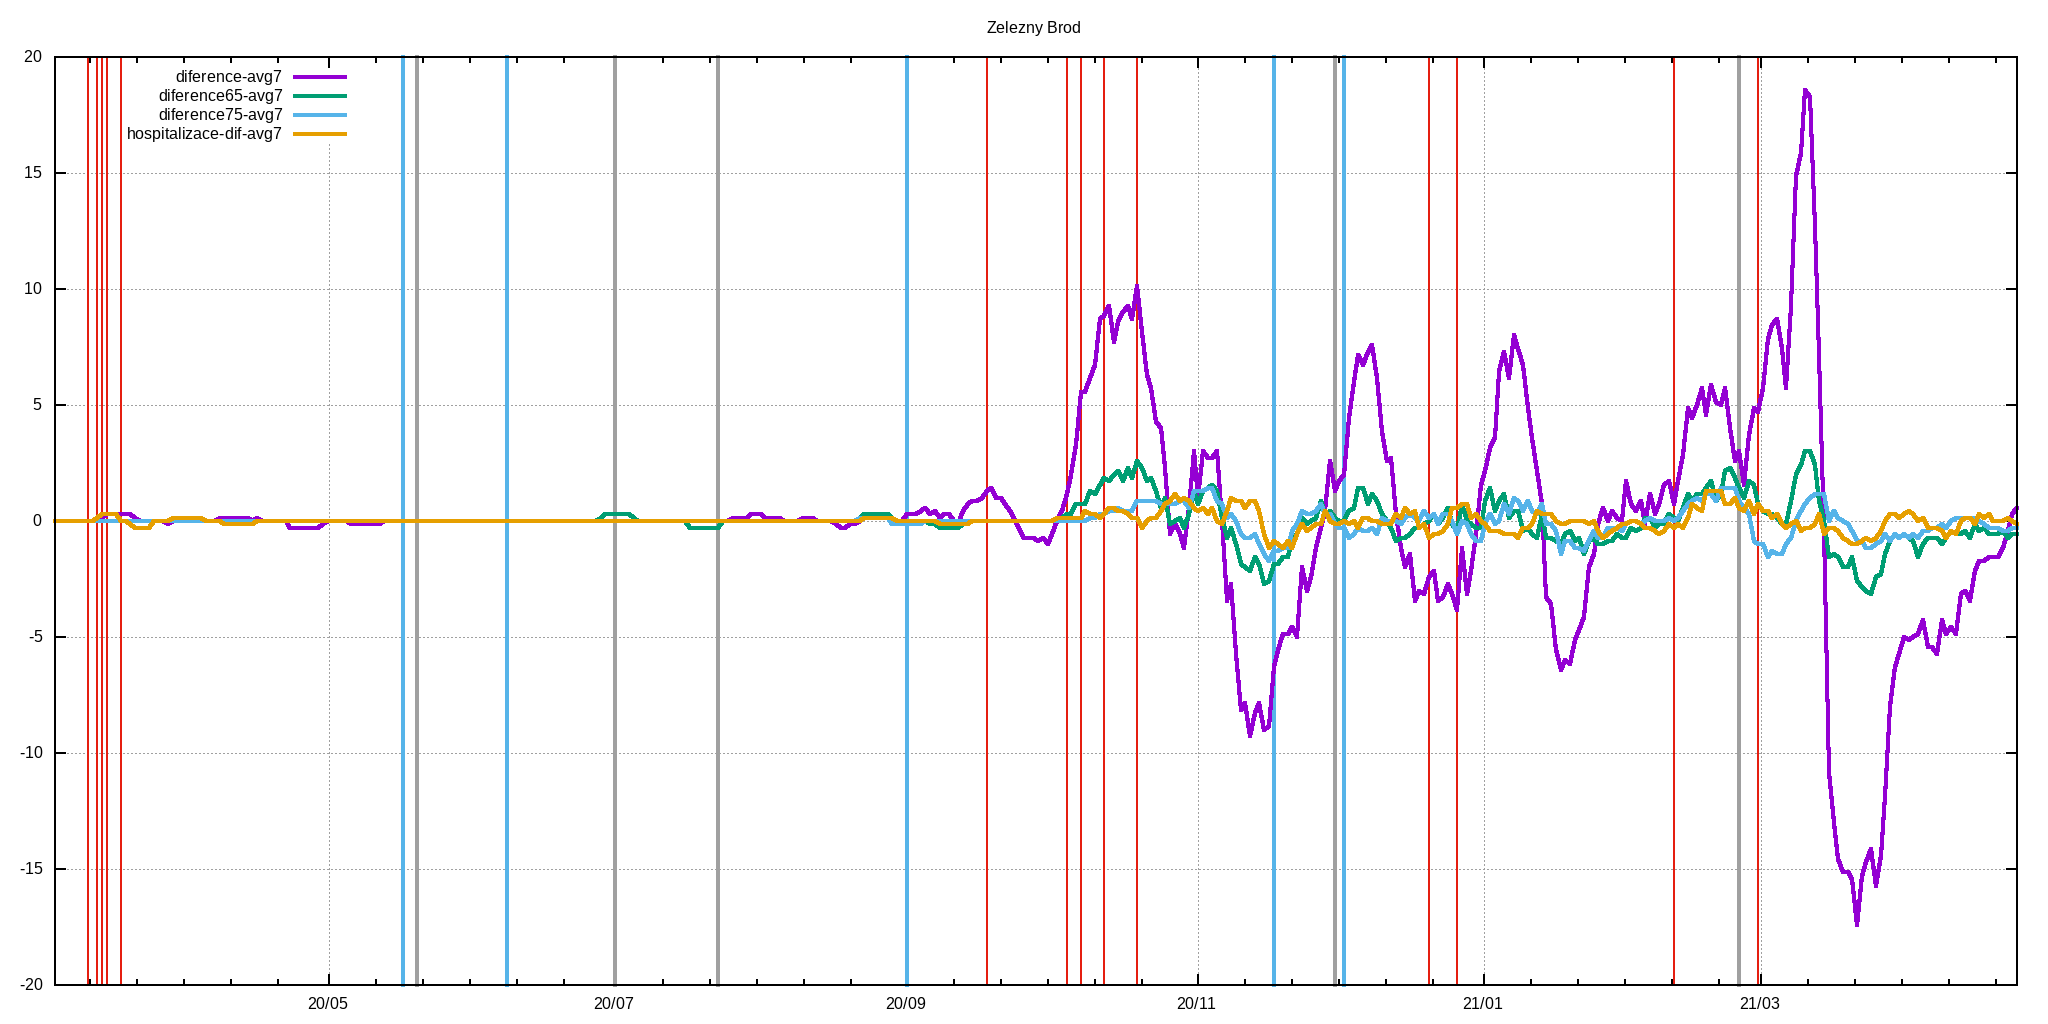 Zelezny Brod
20
diference-avg7
diference65-avg7
diference75-avg7
hospitalizace-dif-avg7
15
10
5
0
-5
-10
-15
-20
20/05 20/07 20/09 20/11 21/01 21/03